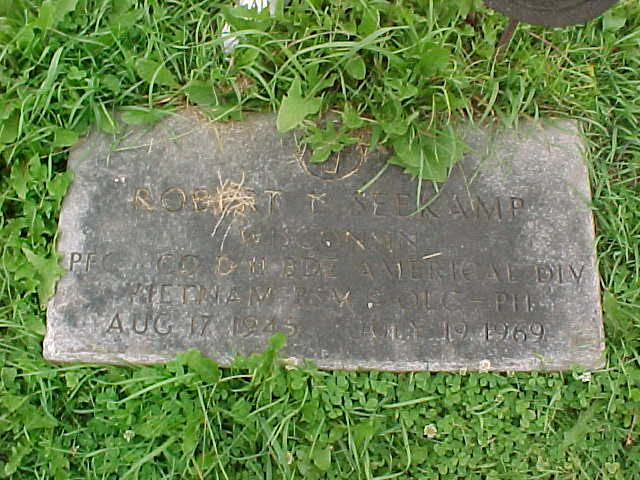 ROBERT L SEEKAMP
WISCONSIN
PFC CO D 11 BDE AMERICAL DIV
VIETNAM BSM & OLC - PH
AUG 17 1945 JULY 19 1969